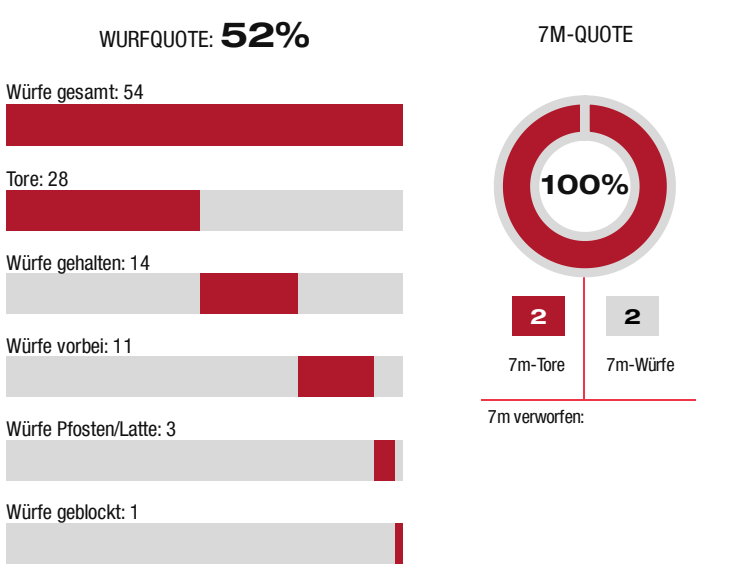 WURFQUOTE: 52%
Würfe gesamt: 54
Tore: 28
Würfe gehalten: 14
Würfe vorbei: 11
Würfe Pfosten/Latte: 3
Würfe geblockt: 1
7M-QUOTE
100%
2 2
7m-Tore 7m-Würfe
7m verworfen: